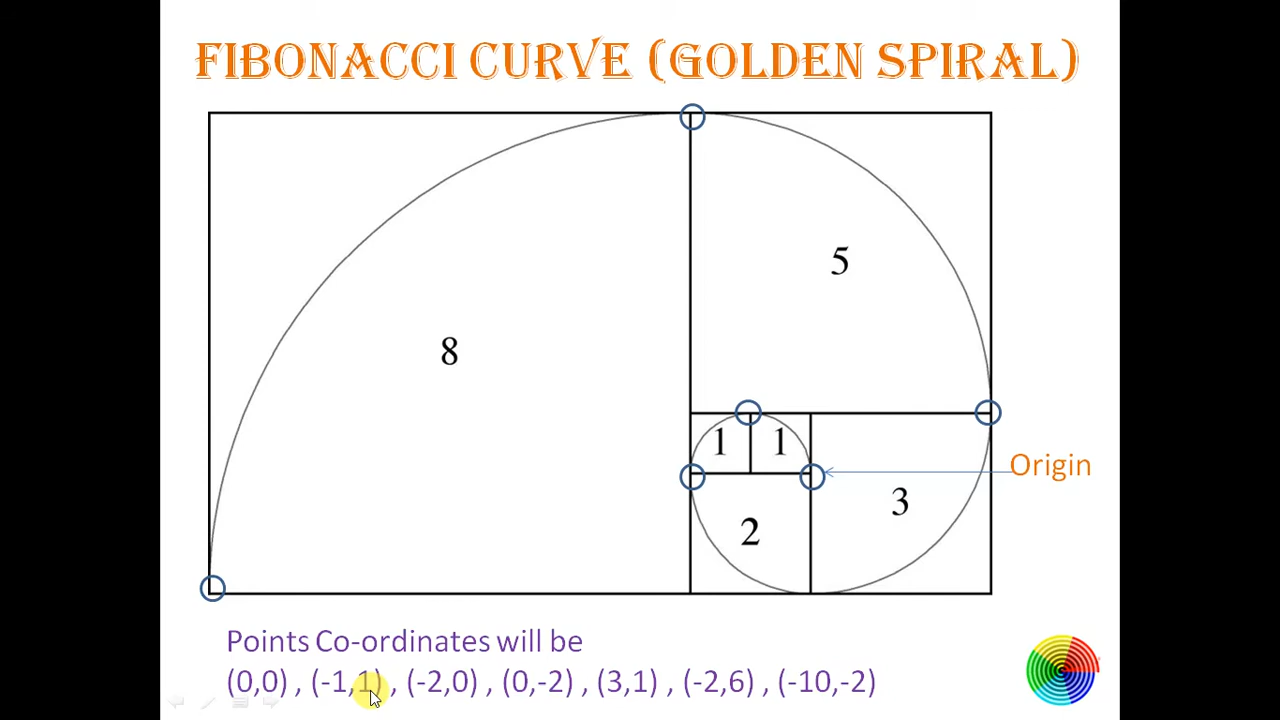 FIBONACCI CURVE (GOLDEN SPIRAL)
5
8
1 1
Origin
3
2
Points Co-ordinates will be
(0,0) , (-1,1) , (-2,0) , (0,-2) , (3,1) , (-2,6) , (-10,-2)